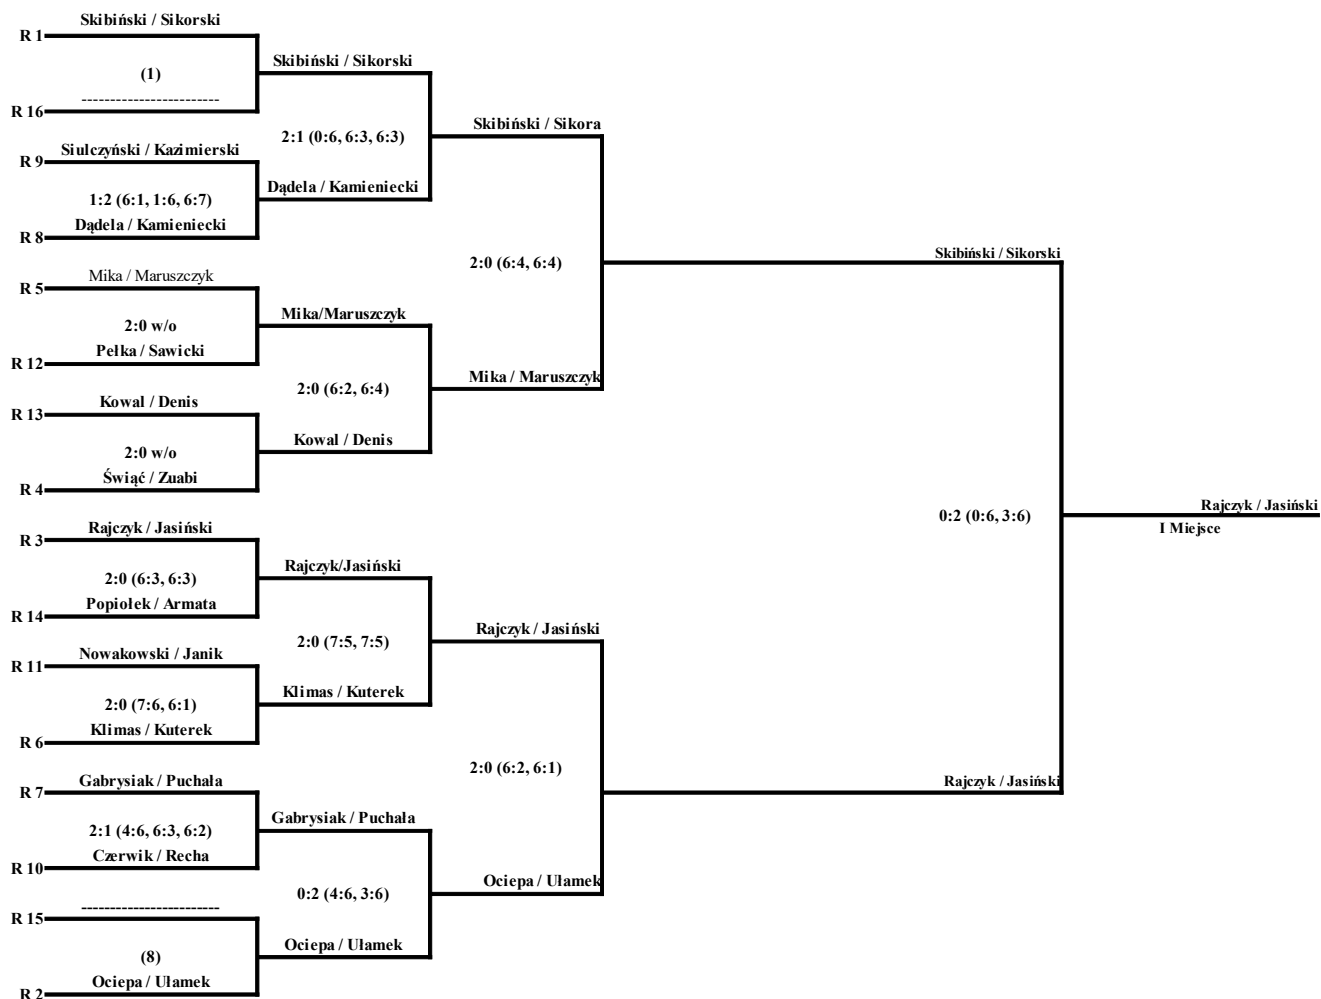 Skibiński / Sikorski
R 1
Skibiński / Sikorski
(1)
------------------------
R 16
Skibiński / Sikora
2:1 (0:6, 6:3, 6:3)
Siulczyński / Kazimierski
R 9
Dądela / Kamieniecki
1:2 (6:1, 1:6, 6:7)
Dądela / Kamieniecki
R 8
Skibiński / Sikorski
2:0 (6:4, 6:4)
Mika / Maruszczyk
R 5
Mika/Maruszczyk
2:0 w/o
Pełka / Sawicki
R 12
Mika / Maruszczyk
2:0 (6:2, 6:4)
Kowal / Denis
R 13
Kowal / Denis
2:0 w/o
Świąć / Zuabi
R 4
Rajczyk / Jasiński
0:2 (0:6, 3:6)
I Miejsce
Rajczyk / Jasiński
R 3
Rajczyk/Jasiński
2:0 (6:3, 6:3)
Popiołek / Armata
R 14
Rajczyk / Jasiński
2:0 (7:5, 7:5)
Nowakowski / Janik
R 11
Klimas / Kuterek
2:0 (7:6, 6:1)
Klimas / Kuterek
R 6
2:0 (6:2, 6:1)
Rajczyk / Jasiński
Gabrysiak / Puchała
R 7
Gabrysiak / Puchała
2:1 (4:6, 6:3, 6:2)
Czerwik / Recha
R 10
Ociepa / Ułamek
0:2 (4:6, 3:6)
------------------------
R 15
Ociepa / Ułamek
(8)
Ociepa / Ułamek
R 2